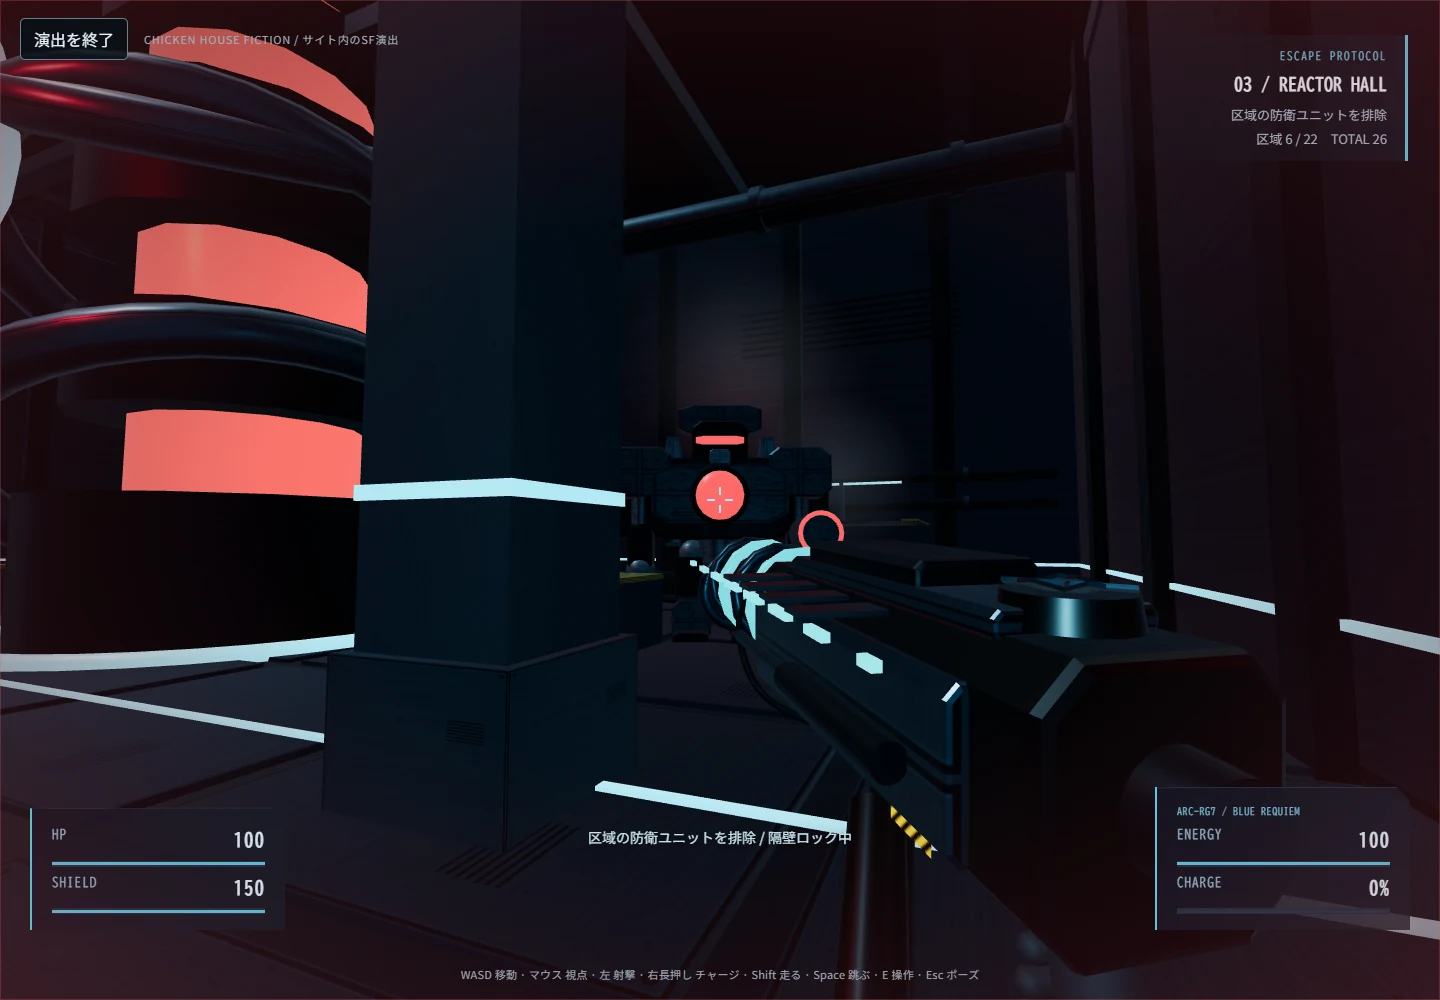 演出を終了
CHICKEN HOUSE FICTION / サイト内のSF演出
ESCAPE PROTOCOL
03 / REACTOR HALL
区域の防衛ユニットを排除
区域 6 / 22 TOTAL 26
区域の防衛ユニットを排除 / 隔壁ロック中
HP 100
SHIELD 150
ARC-RG7 / BLUE REQUIEM
ENERGY 100
CHARGE 0%
WASD 移動 · マウス 視点 · 左 射撃 · 右長押し チャージ · Shift 走る · Space 跳ぶ · E 操作 · Esc ポーズ